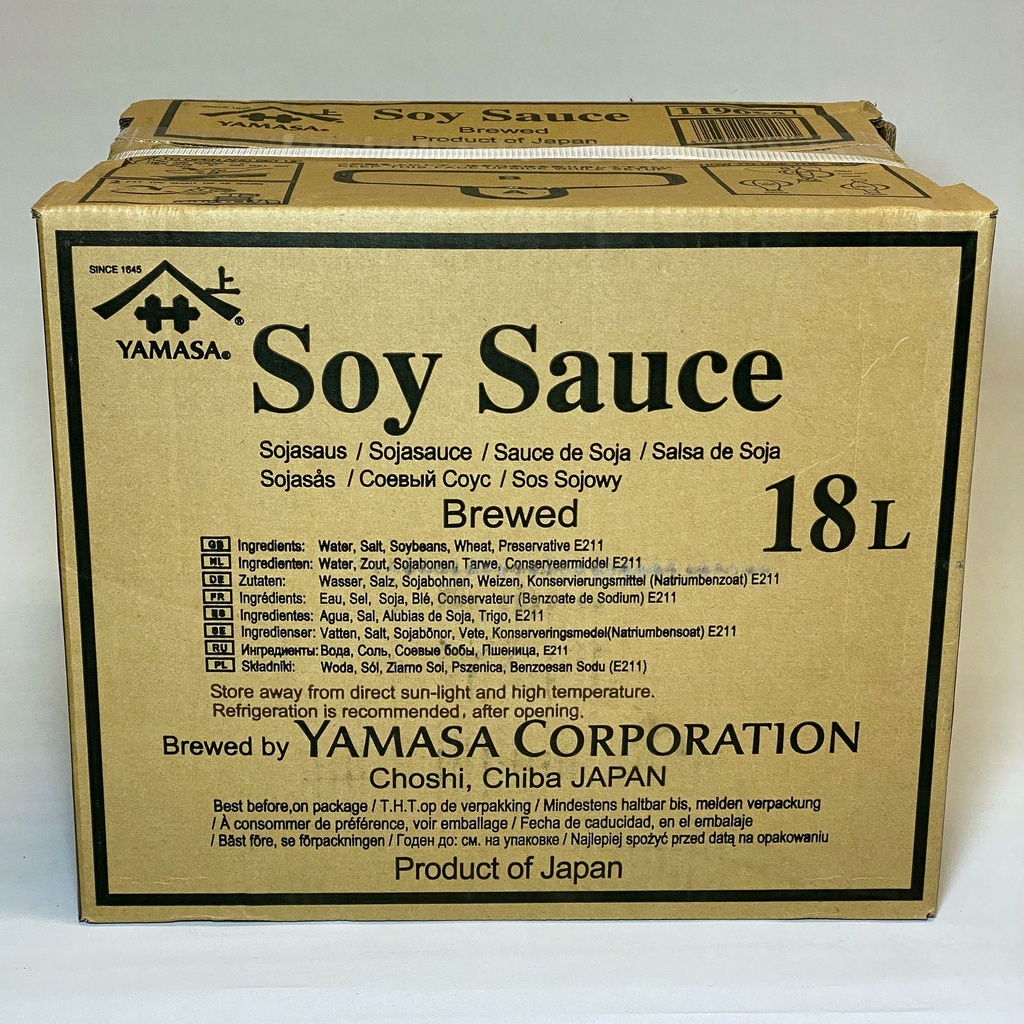 YAMASA
Soy Sauce
Brewed
Product of Japan
B
A
SINCE 1645
上
YAMASA®
Soy Sauce
Sojasaus / Sojasauce / Sauce de Soja / Salsa de Soja
Sojasås / Соевый Соус / Sos Sojowy
18L
Brewed
GB Ingredients: Water, Salt, Soybeans, Wheat, Preservative E211
NL Ingredienten: Water, Zout, Sojabonen, Tarwe, Conserveermiddel E211
DE Zutaten: Wasser, Salz, Sojabohnen, Weizen, Konservierungsmittel (Natriumbenzoat) E211
FR Ingrédients: Eau, Sel, Soja, Blé, Conservateur (Benzoate de Sodium) E211
ES Ingredientes: Agua, Sal, Alubias de Soja, Trigo, E211
SE Ingredienser: Vatten, Salt, Sojabönor, Vete, Konserveringsmedel(Natriumbensoat) E211
RU Ингредиенты: Вода, Соль, Соевые бобы, Пшеница, E211
PL Składniki: Woda, Sól, Ziarno Soi, Pszenica, Benzoesan Sodu (E211)
Store away from direct sun-light and high temperature.
Refrigeration is recommended, after opening.
Brewed by YAMASA CORPORATION
Choshi, Chiba JAPAN
Best before,on package / T.H.T.op de verpakking / Mindestens haltbar bis, melden verpackung
/ À consommer de préférence, voir emballage / Fecha de caducidad, en el embalaje
/ Bäst före, se förpackningen / Годен до: см. на упаковке / Najlepiej spożyć przed datą na opakowaniu
Product of Japan